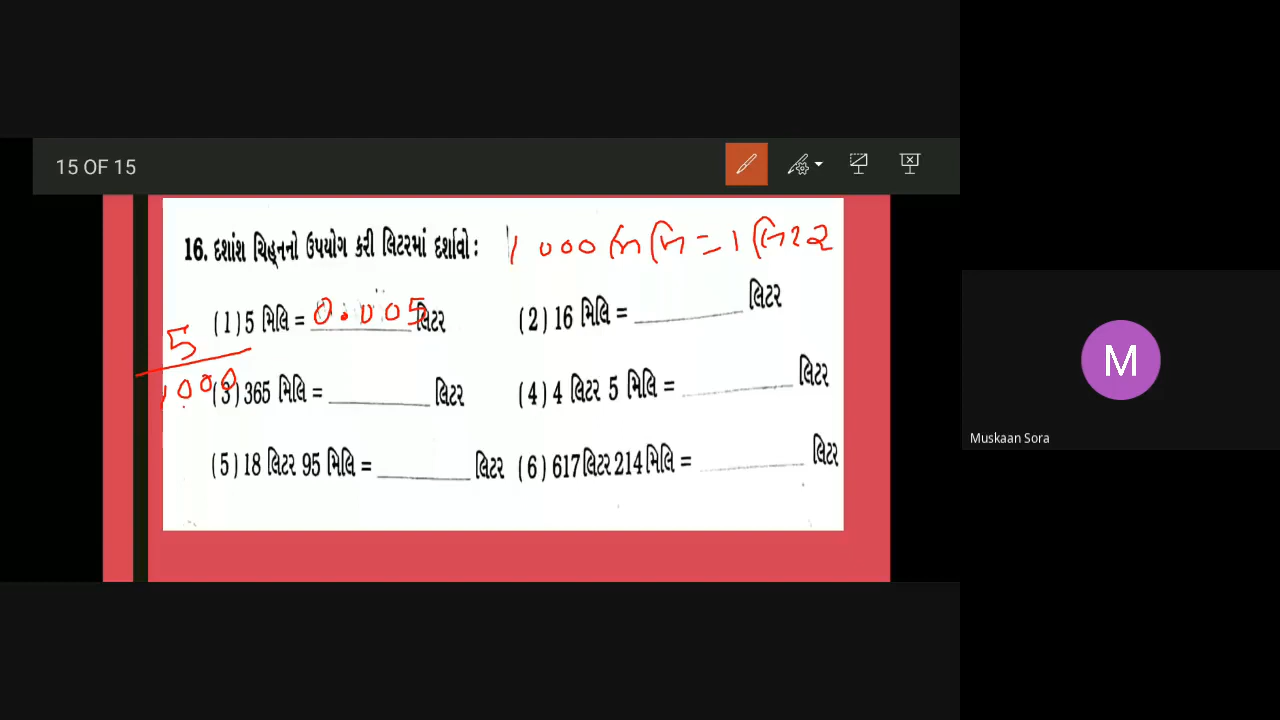 15 OF 15
16. દશાંશ ચિહ્નનો ઉપયોગ કરી લિટરમાં દર્શાવો : 1000 મિલિ = 1 લિટર
(1) 5 મિલિ = 0.005 લિટર
(2) 16 મિલિ = ________ લિટર
5
1000
(3) 365 મિલિ = ________ લિટર
(4) 4 લિટર 5 મિલિ = ________ લિટર
(5) 18 લિટર 95 મિલિ = ________ લિટર
(6) 617 લિટર 214 મિલિ = ________ લિટર
M
Muskaan Sora